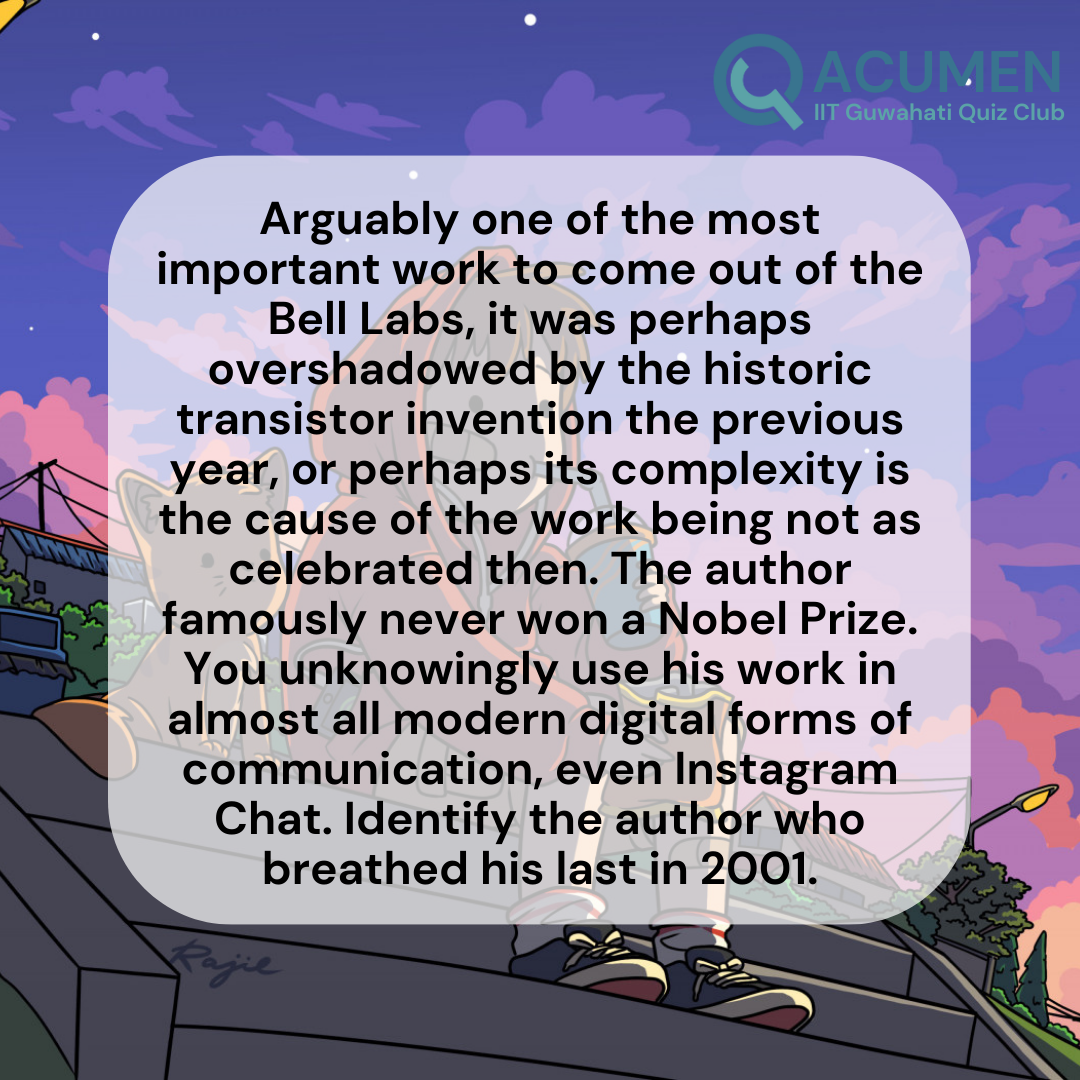 ACUMEN
IIT Guwahati Quiz Club
Arguably one of the most
important work to come out of the
Bell Labs, it was perhaps
overshadowed by the historic
transistor invention the previous
year, or perhaps its complexity is
the cause of the work being not as
celebrated then. The author
famously never won a Nobel Prize.
You unknowingly use his work in
almost all modern digital forms of
communication, even Instagram
Chat. Identify the author who
breathed his last in 2001.
Rajie